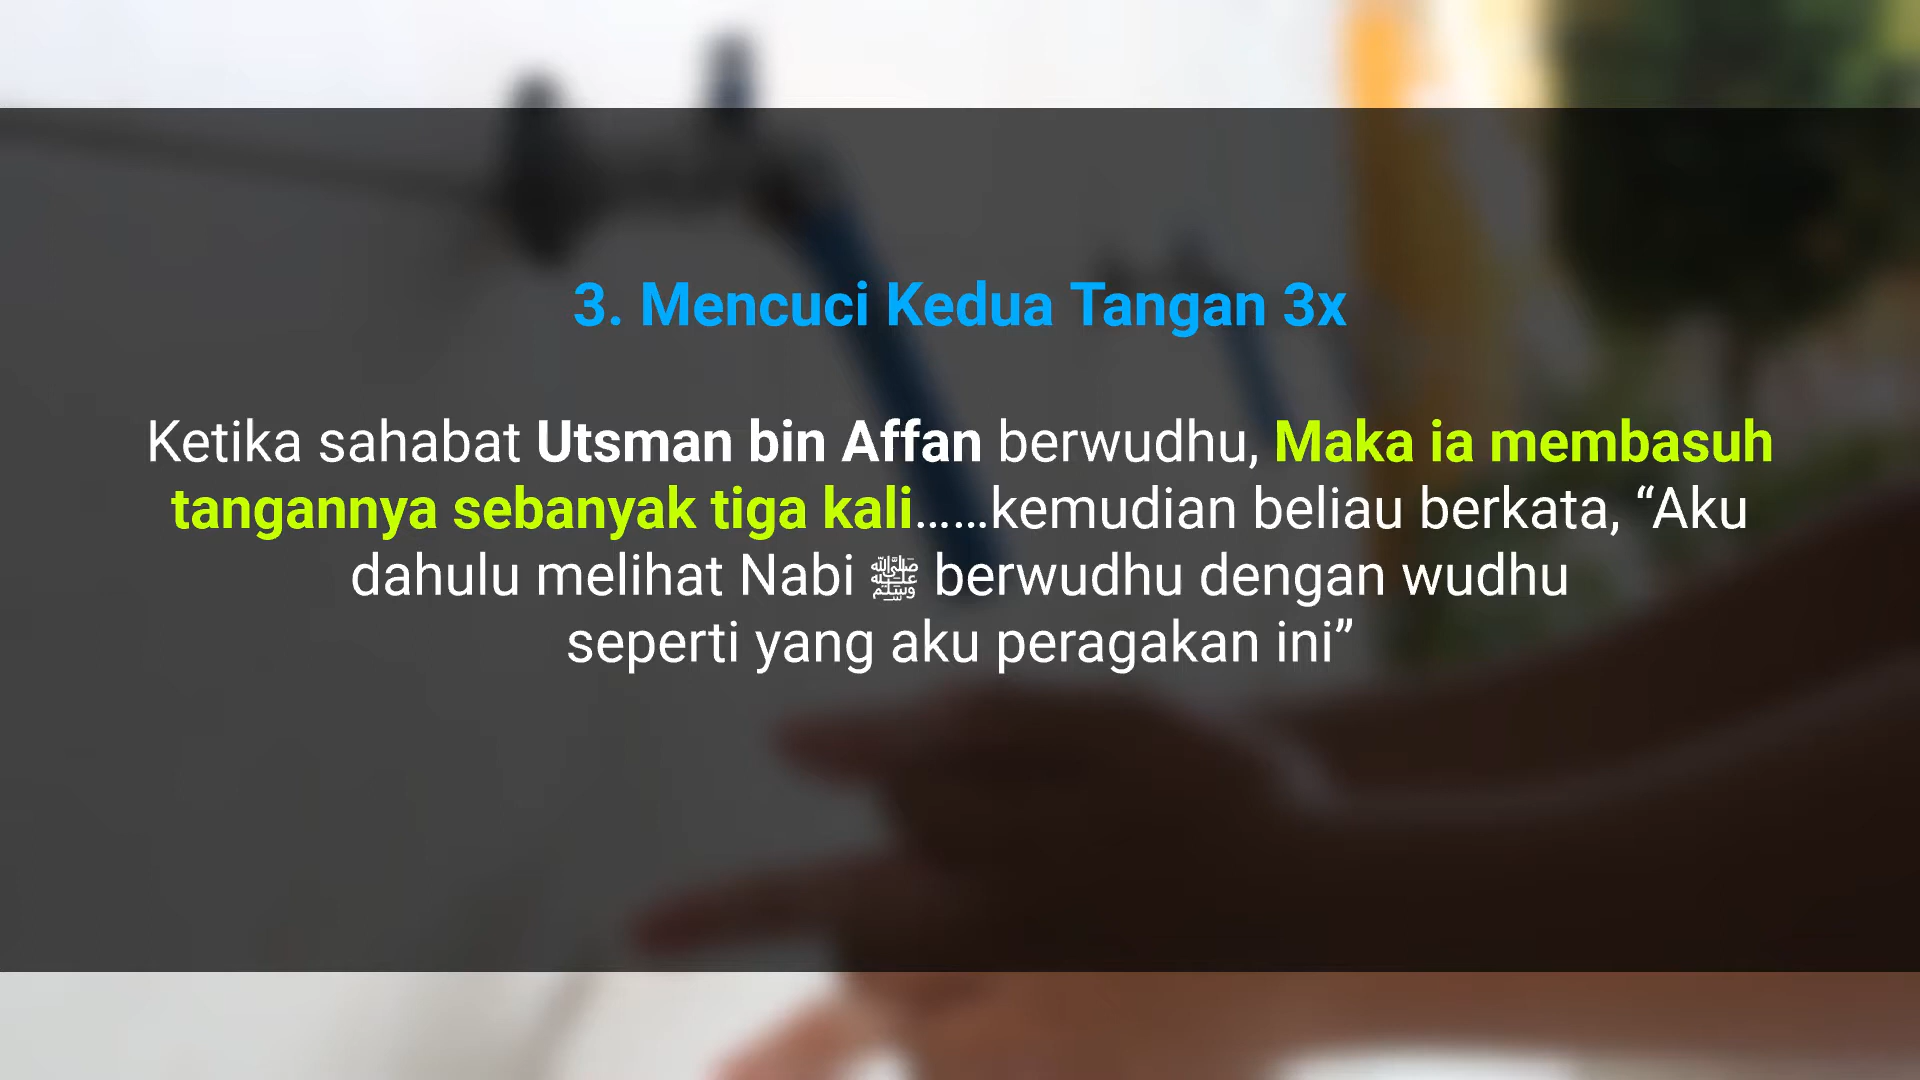 3. Mencuci Kedua Tangan 3x
Ketika sahabat Utsman bin Affan berwudhu, Maka ia membasuh
tangannya sebanyak tiga kali……kemudian beliau berkata, “Aku
dahulu melihat Nabi ﷺ berwudhu dengan wudhu
seperti yang aku peragakan ini”